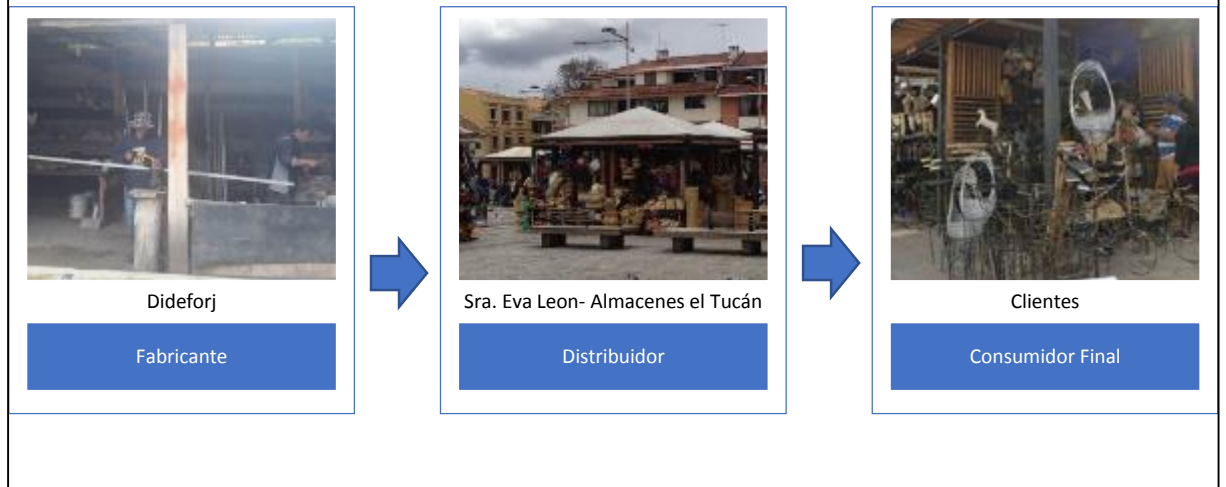 Dideforj
Fabricante
Sra. Eva Leon- Almacenes el Tucán
Distribuidor
Clientes
Consumidor Final